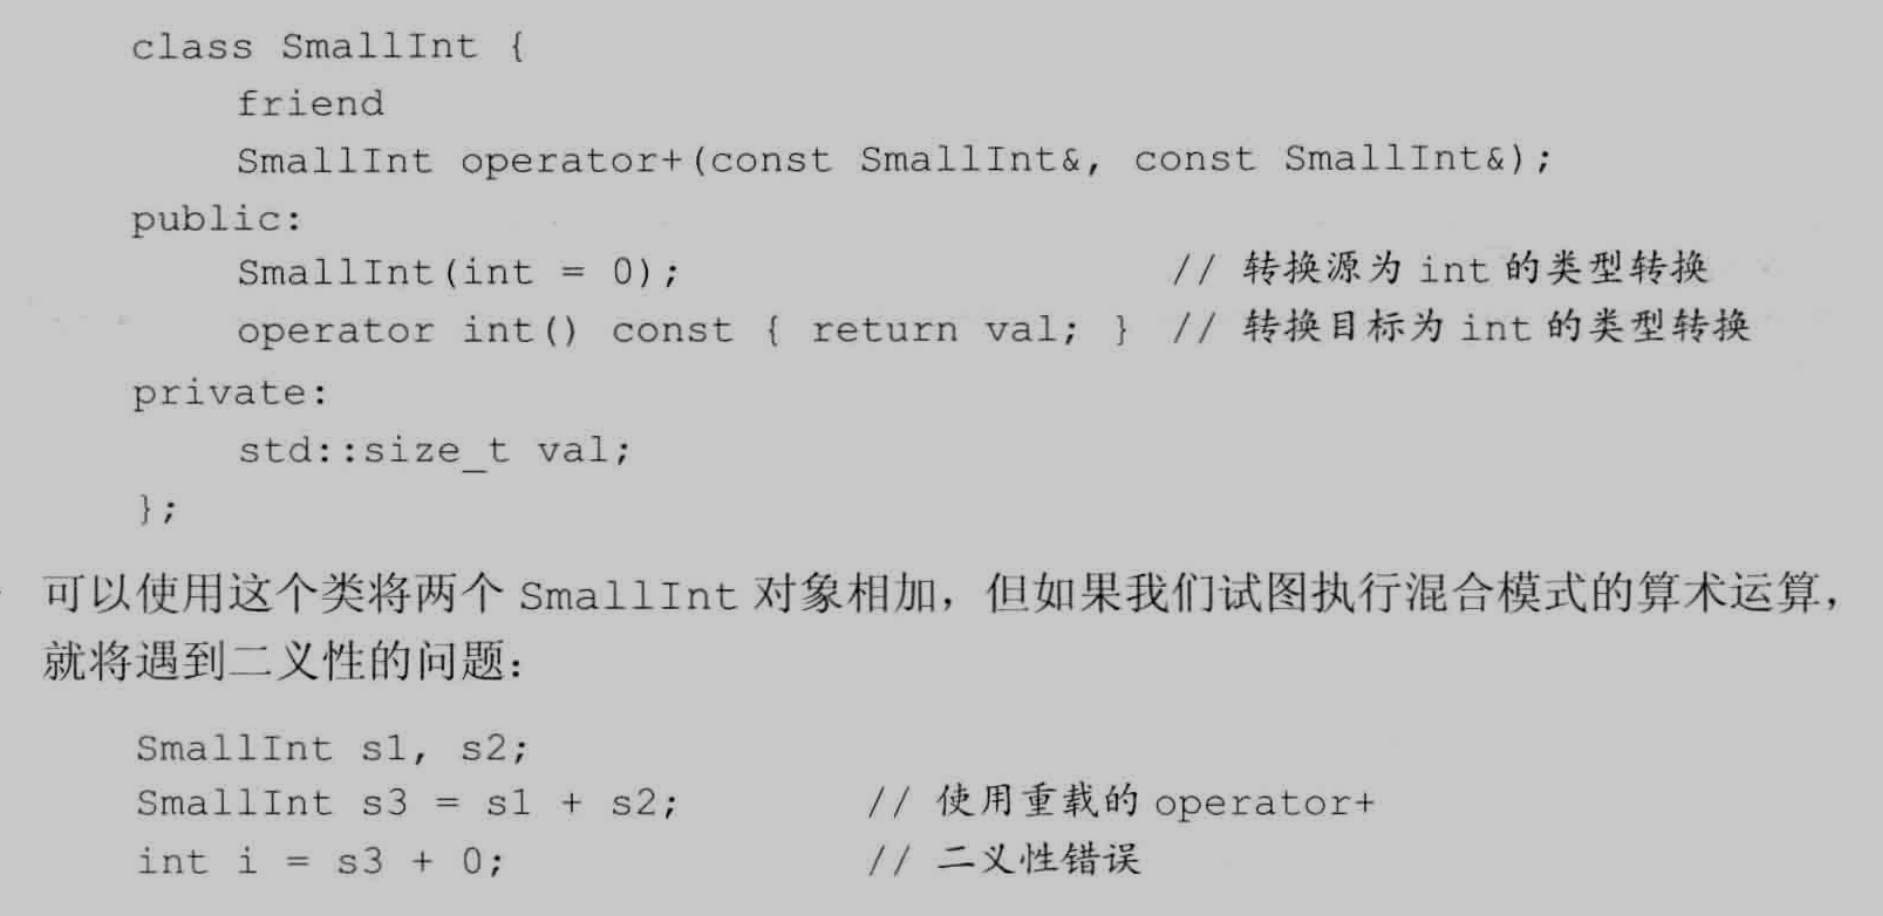 class SmallInt {
friend
SmallInt operator+(const SmallInt&, const SmallInt&);
public:
SmallInt(int = 0); // 转换源为 int 的类型转换
operator int() const { return val; } // 转换目标为 int 的类型转换
private:
std::size_t val;
};
可以使用这个类将两个 SmallInt 对象相加，但如果我们试图执行混合模式的算术运算，
就将遇到二义性的问题：
SmallInt s1, s2;
SmallInt s3 = s1 + s2; // 使用重载的 operator+
int i = s3 + 0; // 二义性错误